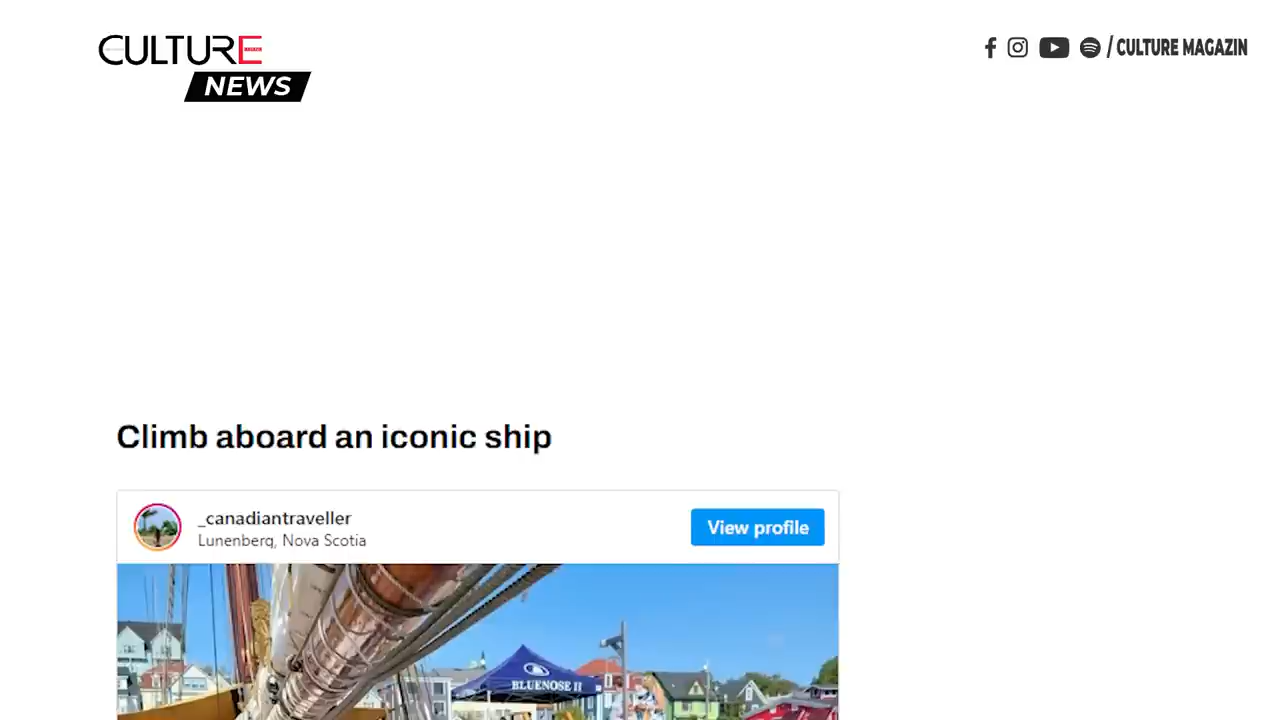 CULTURE
NEWS
/ CULTURE MAGAZIN
Climb aboard an iconic ship
_canadiantraveller
Lunenberg, Nova Scotia
View profile
BLUENOSE II